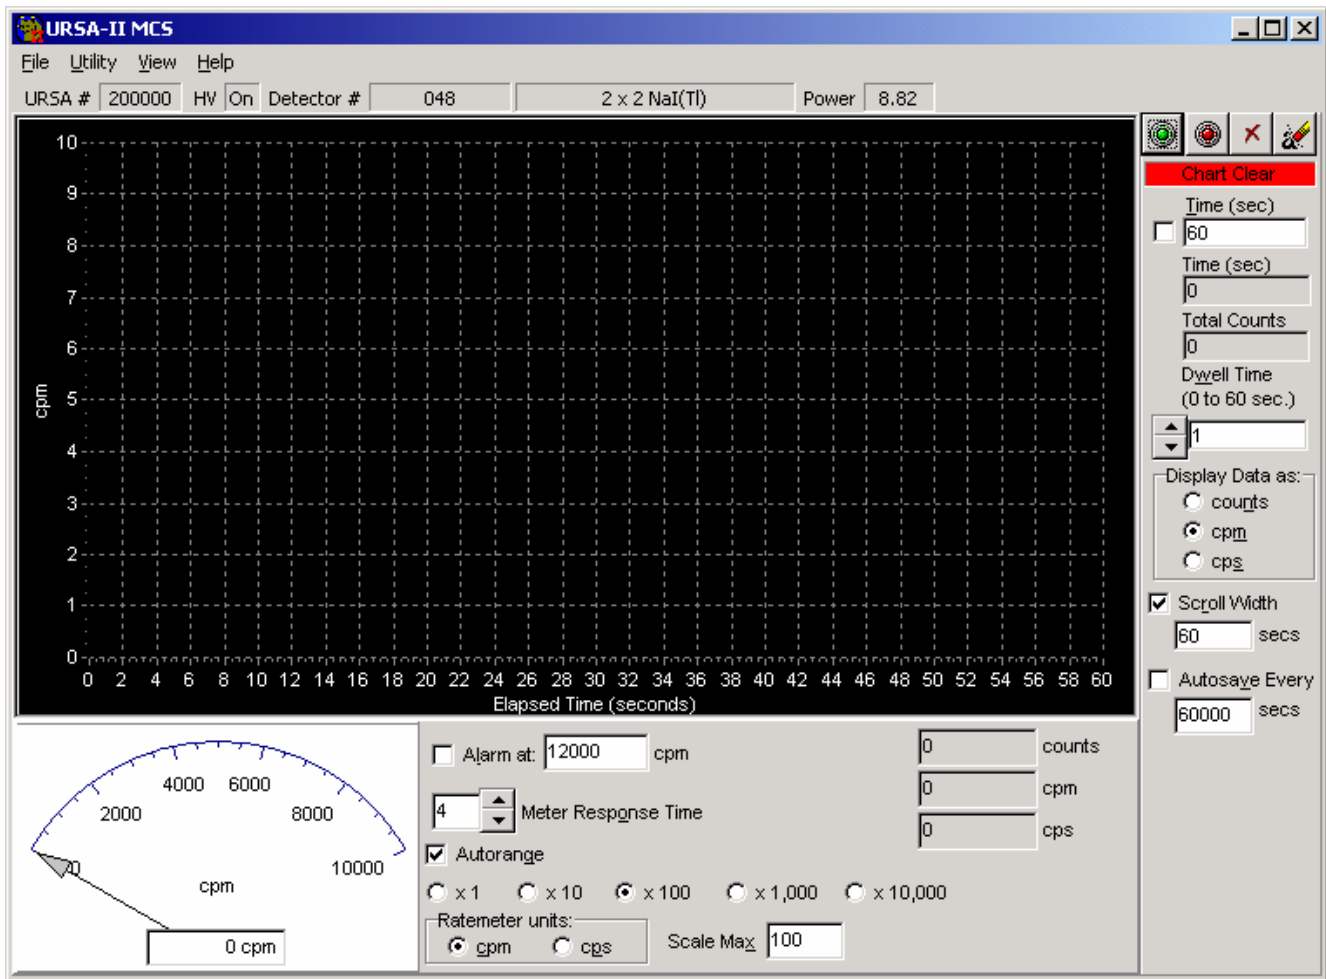 URSA-II MCS
File Utility View Help
URSA # 200000 HV On Detector # 048 2 x 2 NaI(Tl) Power 8.82
10
9
8
7
6
5
4
3
2
1
0
cpm
0 2 4 6 8 10 12 14 16 18 20 22 24 26 28 30 32 34 36 38 40 42 44 46 48 50 52 54 56 58 60
Elapsed Time (seconds)
Chart Clear
Time (sec)
60
Time (sec)
0
Total Counts
0
Dwell Time
(0 to 60 sec.)
1
Display Data as:
counts
cpm
cps
Scroll Width
60 secs
Autosave Every
60000 secs
0 2000 4000 6000 8000 10000
cpm
0 cpm
Alarm at: 12000 cpm
4 Meter Response Time
Autorange
x 1 x 10 x 100 x 1,000 x 10,000
Ratemeter units:
cpm cps
Scale Max 100
0 counts
0 cpm
0 cps